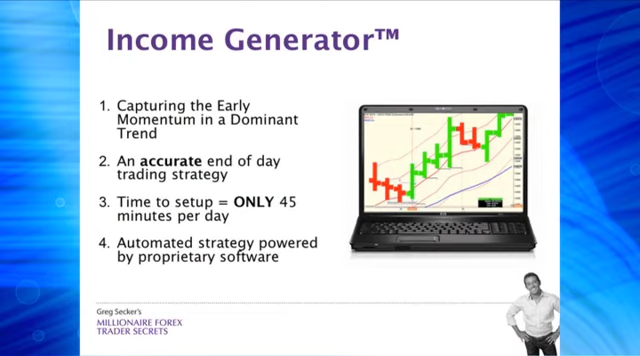 Income Generator™
1. Capturing the Early
Momentum in a Dominant
Trend
2. An accurate end of day
trading strategy
3. Time to setup = ONLY 45
minutes per day
4. Automated strategy powered
by proprietary software
Greg Secker's
MILLIONAIRE FOREX
TRADER SECRETS